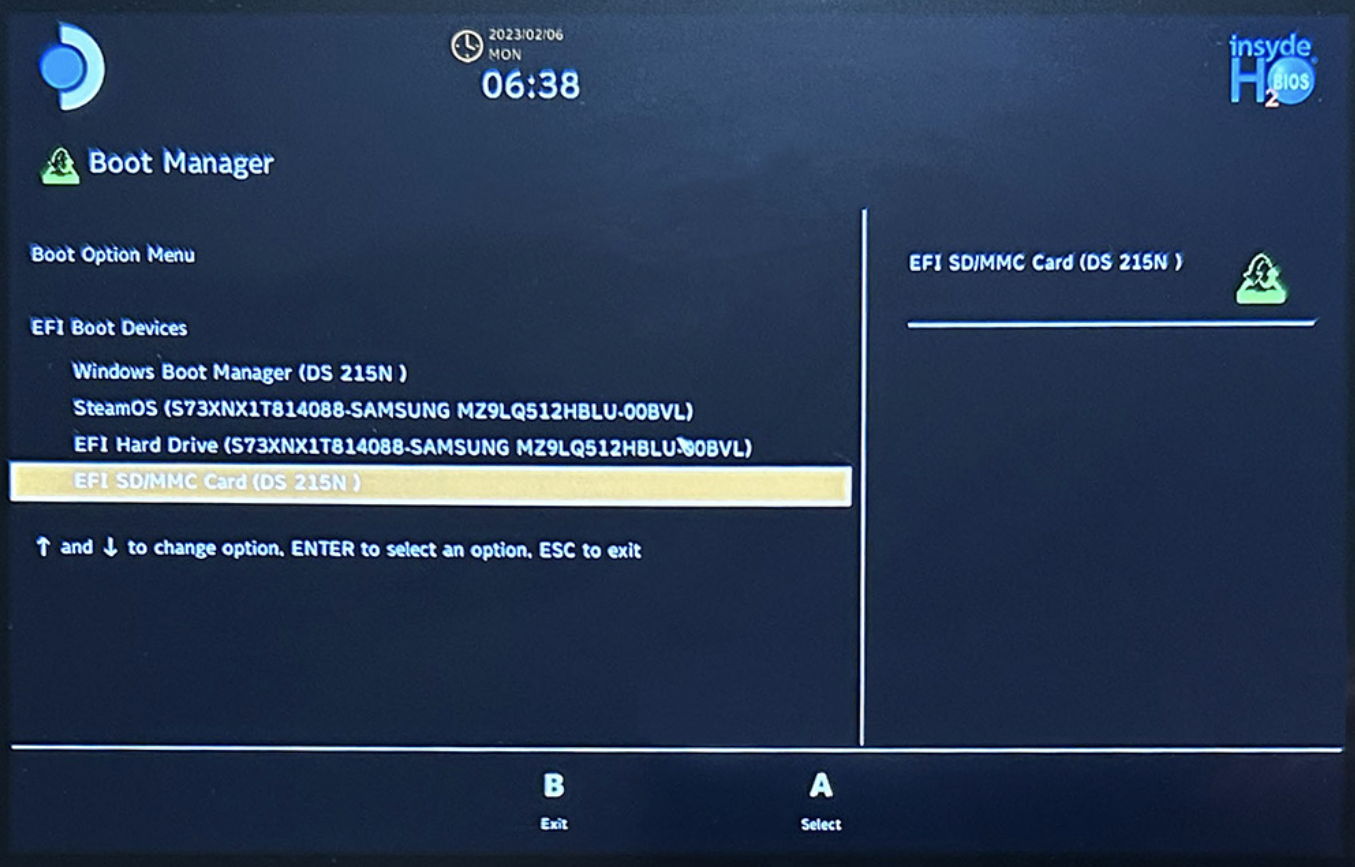 2023/02/06
MON
06:38
insyde
H2O BIOS
Boot Manager
Boot Option Menu
EFI Boot Devices
Windows Boot Manager (DS 215N )
SteamOS (S73XNX1T814088-SAMSUNG MZ9LQ512HBLU-00BVL)
EFI Hard Drive (S73XNX1T814088-SAMSUNG MZ9LQ512HBLU-00BVL)
EFI SD/MMC Card (DS 215N )
↑ and ↓ to change option, ENTER to select an option, ESC to exit
EFI SD/MMC Card (DS 215N )
B
Exit
A
Select